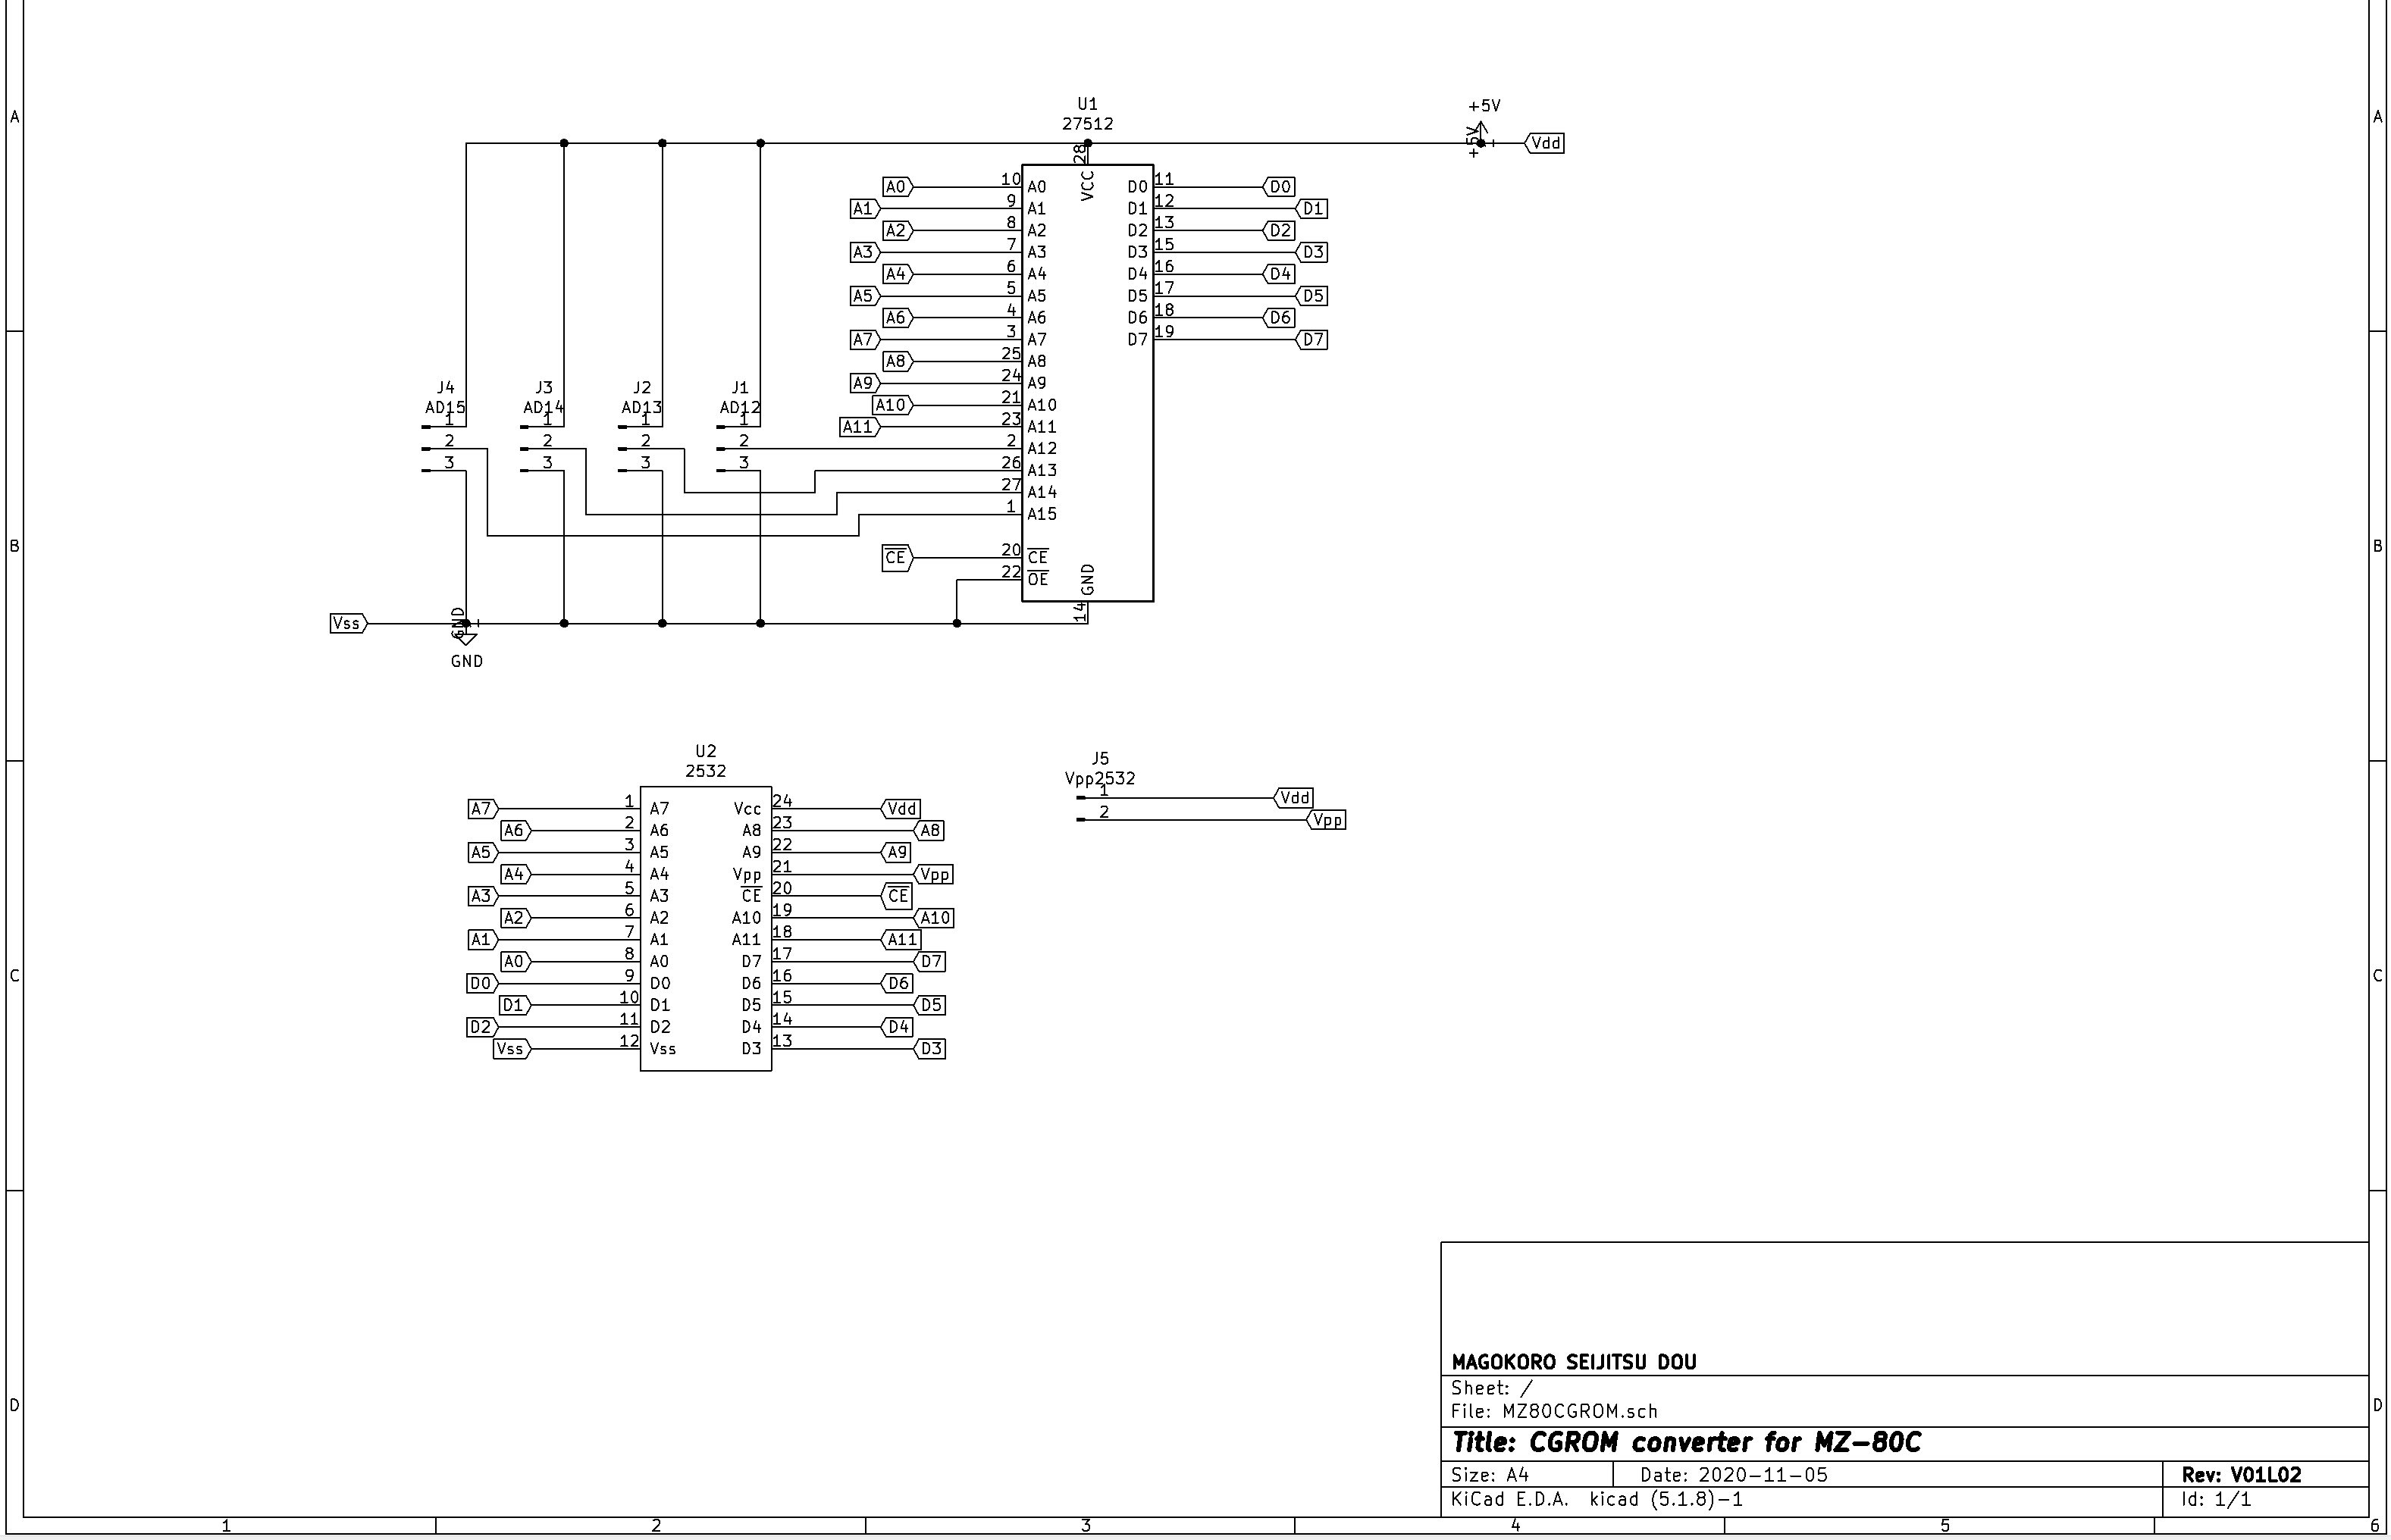 A
A
U1
27512
+5V
+5V
Vdd
28
VCC
A0 10 A0 D0 11 D0
A1 9 A1 D1 12 D1
A2 8 A2 D2 13 D2
A3 7 A3 D3 15 D3
A4 6 A4 D4 16 D4
A5 5 A5 D5 17 D5
A6 4 A6 D6 18 D6
A7 3 A7 D7 19 D7
A8 25 A8
A9 24 A9
A10 21 A10
A11 23 A11
2 A12
26 A13
27 A14
1 A15
CE 20 CE
22 OE
GND
14
J4 J3 J2 J1
AD15 AD14 AD13 AD12
1 1 1 1
2 2 2 2
3 3 3 3
B
B
Vss
GND
GND
U2
2532
A7 1 A7 Vcc 24 Vdd
A6 2 A6 A8 23 A8
A5 3 A5 A9 22 A9
A4 4 A4 Vpp 21 Vpp
A3 5 A3 CE 20 CE
A2 6 A2 A10 19 A10
A1 7 A1 A11 18 A11
A0 8 A0 D7 17 D7
D0 9 D0 D6 16 D6
D1 10 D1 D5 15 D5
D2 11 D2 D4 14 D4
Vss 12 Vss D3 13 D3
J5
Vpp2532
1 Vdd
2 Vpp
C
C
MAGOKORO SEIJITSU DOU
Sheet: /
File: MZ80CGROM.sch
Title: CGROM converter for MZ-80C
Size: A4 Date: 2020-11-05 Rev: V01L02
KiCad E.D.A. kicad (5.1.8)-1 Id: 1/1
D
D
1 2 3 4 5 6